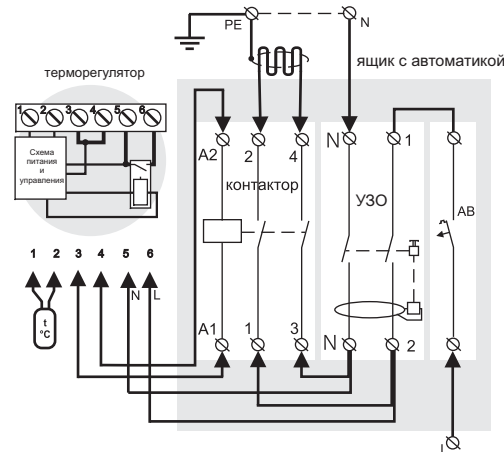 PE N
ящик с автоматикой
терморегулятор
1 2 3 4 5 6
Схема
питания
и
управления
A2 2 4 N 1
контактор
УЗО
АВ
1 2 3 4 5 6
N L
t
°C
A1 1 3 N 2
L